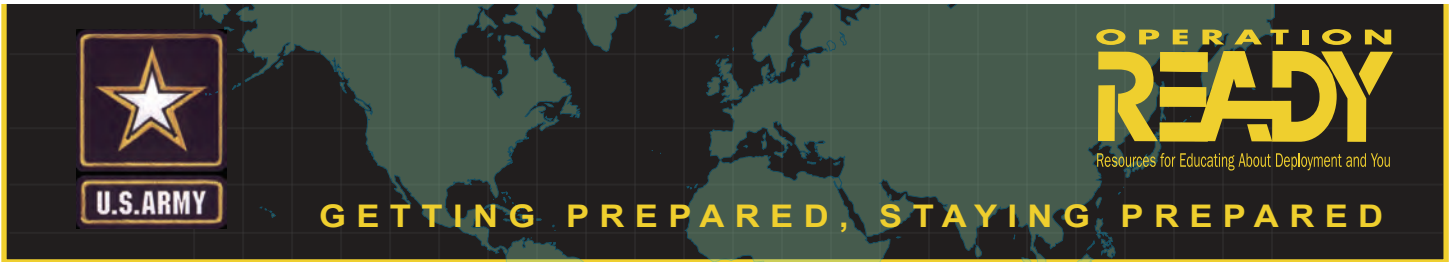 U.S.ARMY
OPERATION
READY
Resources for Educating About Deployment and You
GETTING PREPARED, STAYING PREPARED